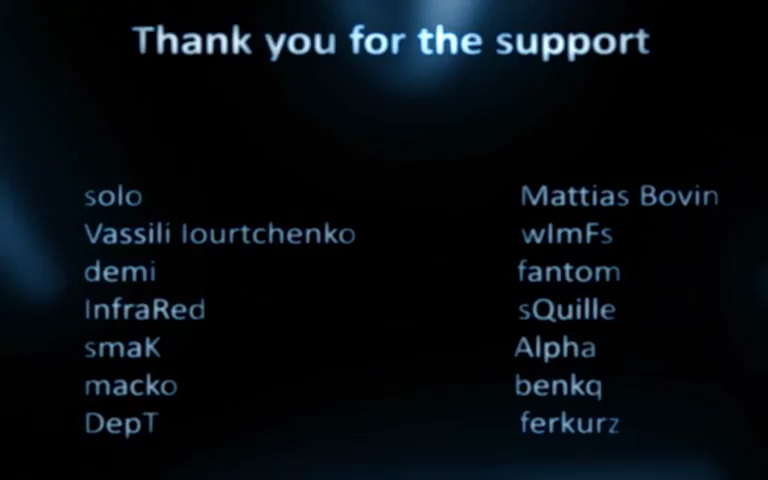 Thank you for the support
solo
Vassili Iourtchenko
demi
InfraRed
smaK
macko
DepT
Mattias Bovin
wlmFs
fantom
sQuille
Alpha
benkq
ferkurz